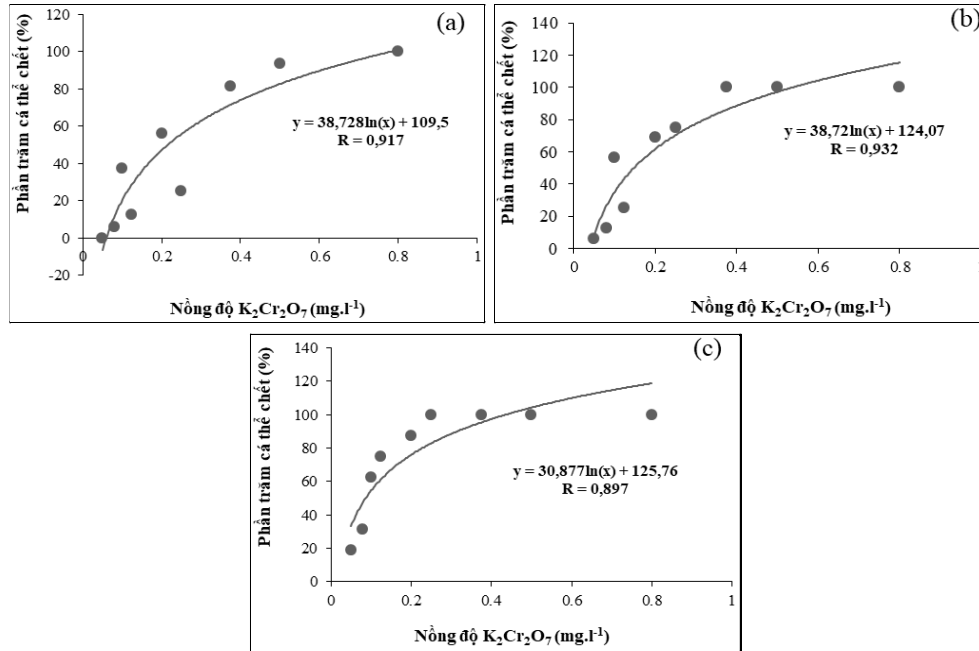 (a)
Phần trăm cá thể chết (%)
120
100
80
60
40
20
0
-20
y = 38,728ln(x) + 109,5
R = 0,917
0 0.2 0.4 0.6 0.8 1
Nồng độ K₂Cr₂O₇ (mg.l⁻¹)
(b)
Phần trăm cá thể chết (%)
140
120
100
80
60
40
20
0
y = 38,72ln(x) + 124,07
R = 0,932
0 0.2 0.4 0.6 0.8 1
Nồng độ K₂Cr₂O₇ (mg.l⁻¹)
(c)
Phần trăm cá thể chết (%)
140
120
100
80
60
40
20
0
y = 30,877ln(x) + 125,76
R = 0,897
0 0.2 0.4 0.6 0.8 1
Nồng độ K₂Cr₂O₇ (mg.l⁻¹)